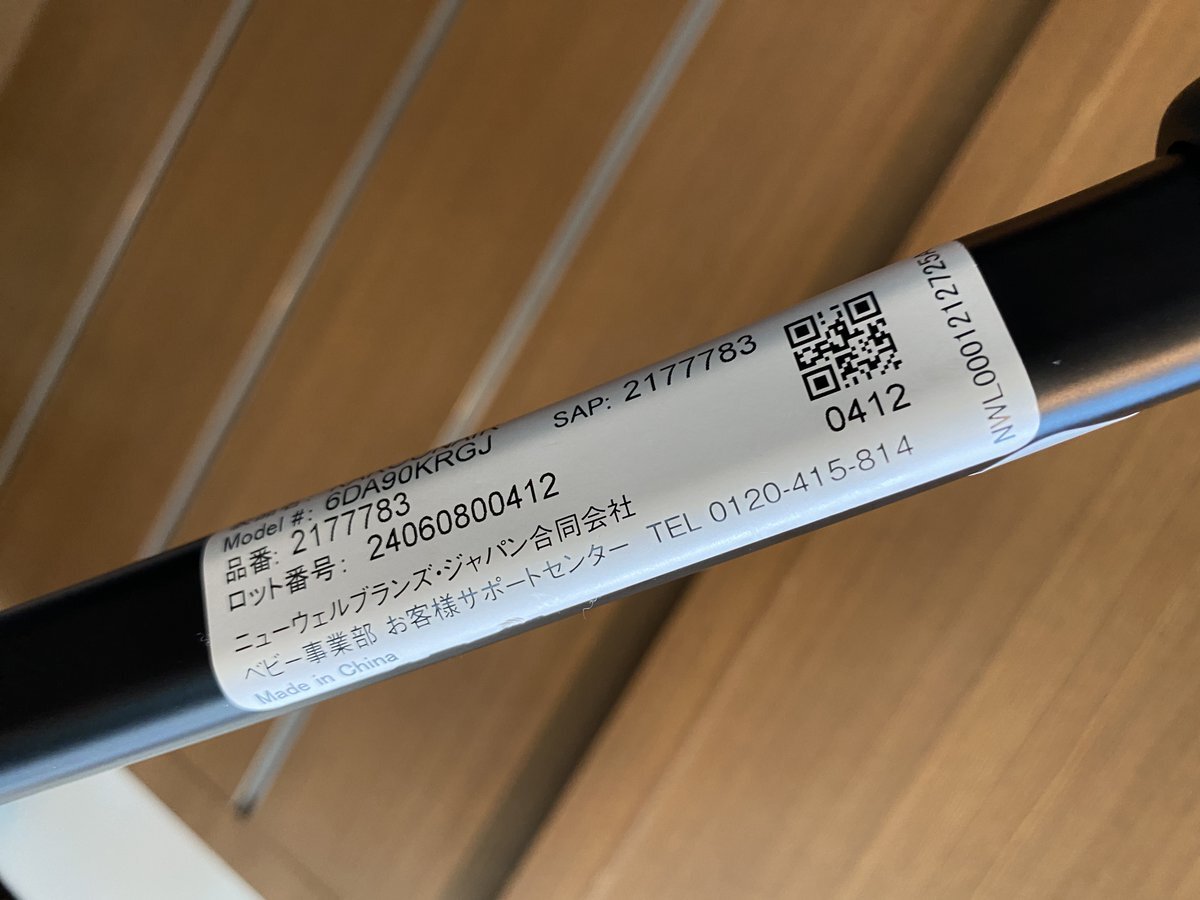 Model #: 6DA90KRGJ
SAP: 2177783
品番: 2177783
ロット番号: 24060800412
0412
ニューウェルブランズ・ジャパン合同会社
ベビー事業部 お客様サポートセンター TEL 0120-415-814
Made in China